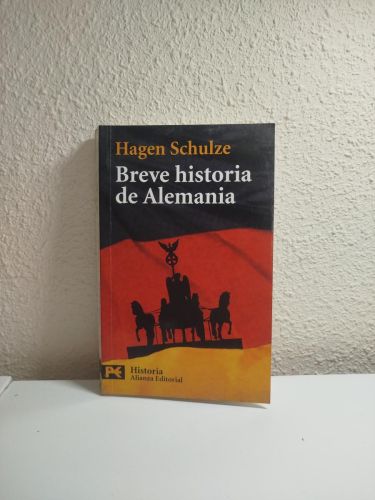 Hagen Schulze
Breve historia
de Alemania
Historia
Alianza Editorial